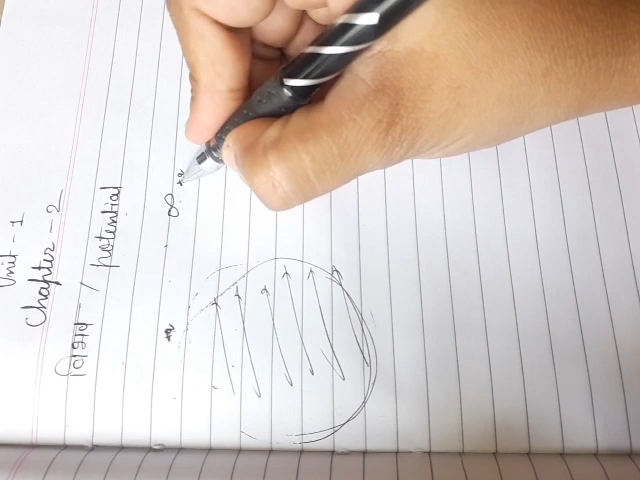 Unit - 1
Chapter - 2
विभव / potential
∞